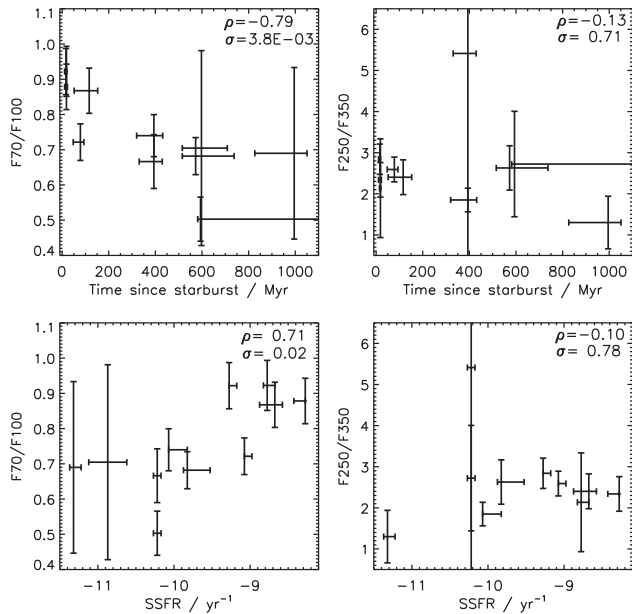 ρ=−0.79
σ=3.8E−03
F70/F100
1.1
1.0
0.9
0.8
0.7
0.6
0.5
0.4
0 200 400 600 800 1000
Time since starburst / Myr
ρ=−0.13
σ= 0.71
F250/F350
6
5
4
3
2
1
0 200 400 600 800 1000
Time since starburst / Myr
ρ= 0.71
σ= 0.02
F70/F100
1.1
1.0
0.9
0.8
0.7
0.6
0.5
0.4
−11 −10 −9
SSFR / yr⁻¹
ρ=−0.10
σ= 0.78
F250/F350
6
5
4
3
2
1
−11 −10 −9
SSFR / yr⁻¹